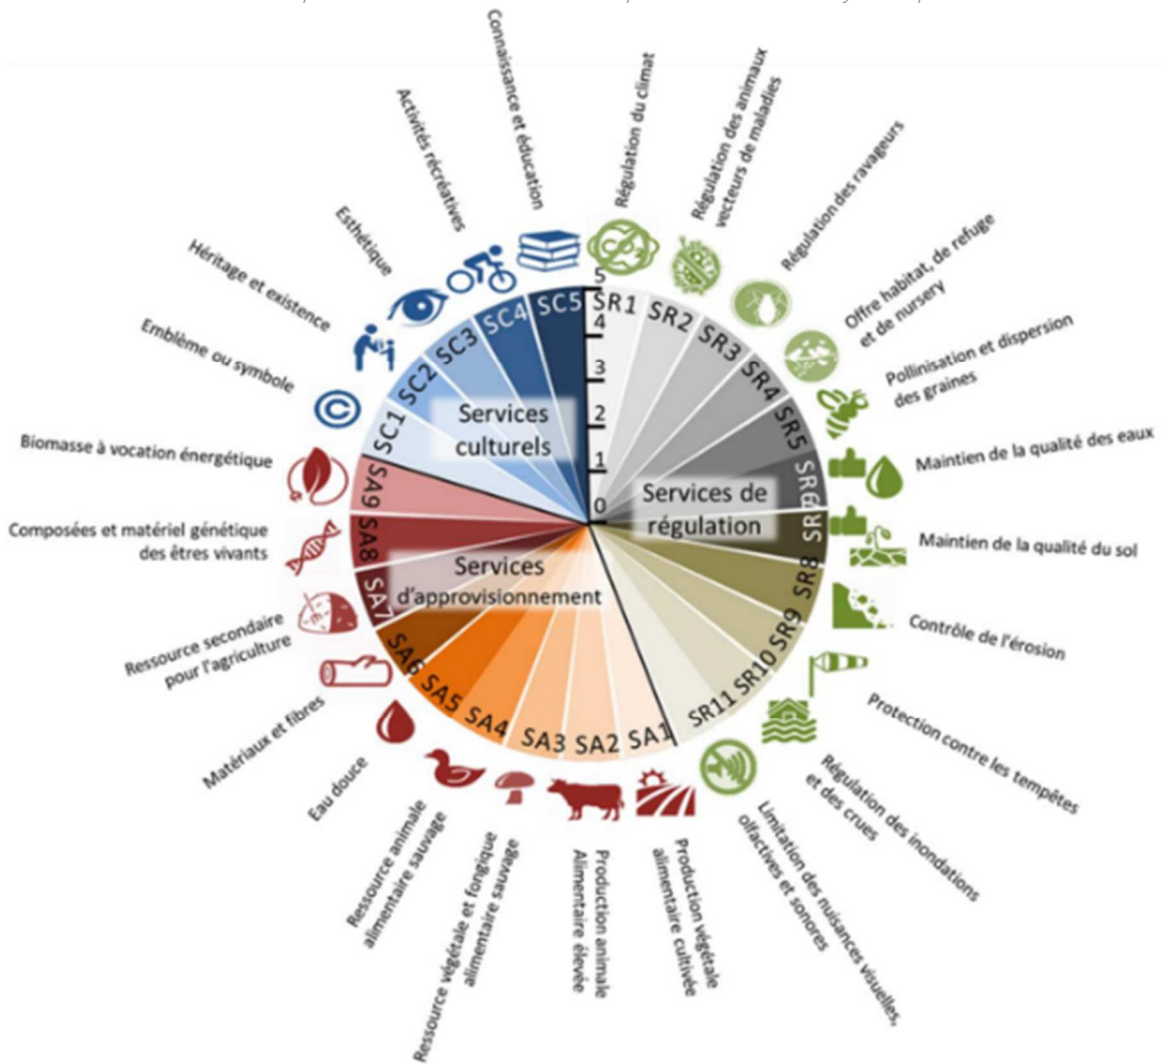 Connaissance et éducation
Régulation du climat
Régulation des animaux
vecteurs de maladies
Régulation des ravageurs
Offre habitat, de refuge
et de nursery
Pollinisation et dispersion
des graines
Maintien de la qualité des eaux
Maintien de la qualité du sol
Contrôle de l'érosion
Protection contre les tempêtes
Régulation des inondations
et des crues
Limitation des nuisances visuelles,
olfactives et sonores
Production végétale
alimentaire cultivée
Production animale
Alimentaire élevée
Ressource végétale et fongique
alimentaire sauvage
Ressource animale
alimentaire sauvage
Eau douce
Matériaux et fibres
Ressource secondaire
pour l'agriculture
Composées et matériel génétique
des êtres vivants
Biomasse à vocation énergétique
Emblème ou symbole
Héritage et existence
Esthétique
Activités récréatives
5
4
3
2
1
0
SR1
SR2
SR3
SR4
SR5
SR6
SR8
SR9
SR10
SR11
SA1
SA2
SA3
SA4
SA5
SA6
SA7
SA8
SA9
SC1
SC2
SC3
SC4
SC5
Services
culturels
Services de
régulation
Services
d'approvisionnement
C